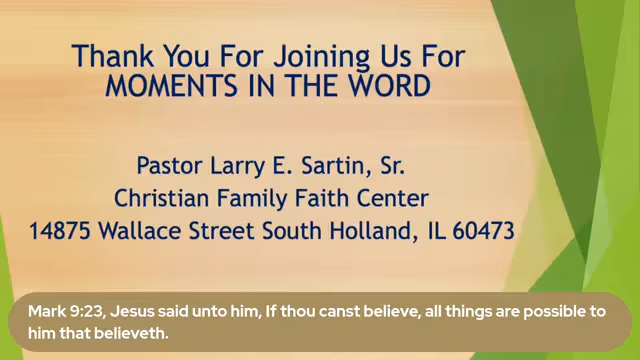 Thank You For Joining Us For
MOMENTS IN THE WORD
Pastor Larry E. Sartin, Sr.
Christian Family Faith Center
14875 Wallace Street South Holland, IL 60473
Mark 9:23, Jesus said unto him, If thou canst believe, all things are possible to
him that believeth.